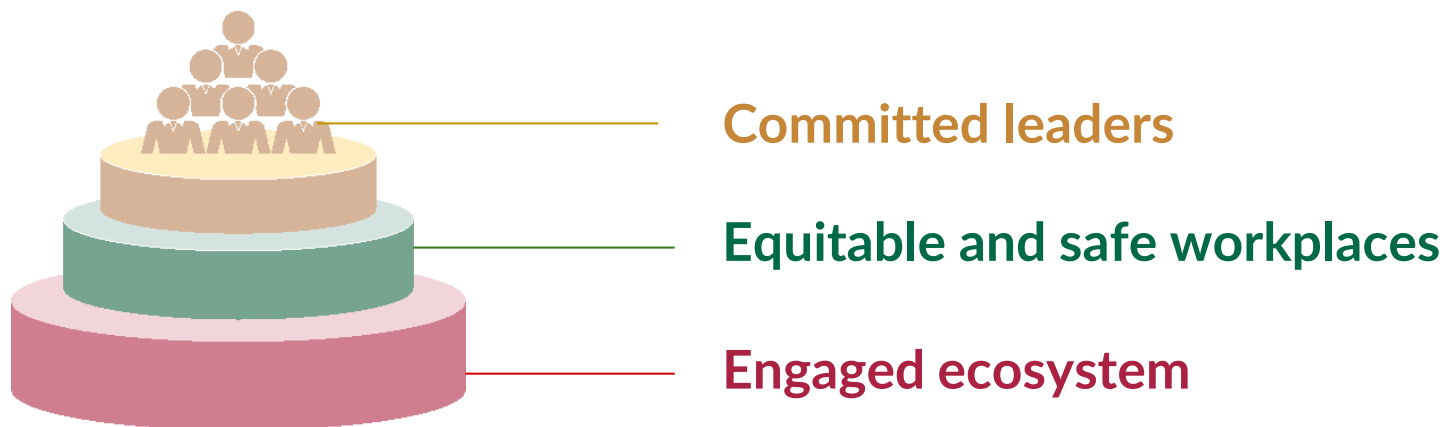 Committed leaders
Equitable and safe workplaces
Engaged ecosystem